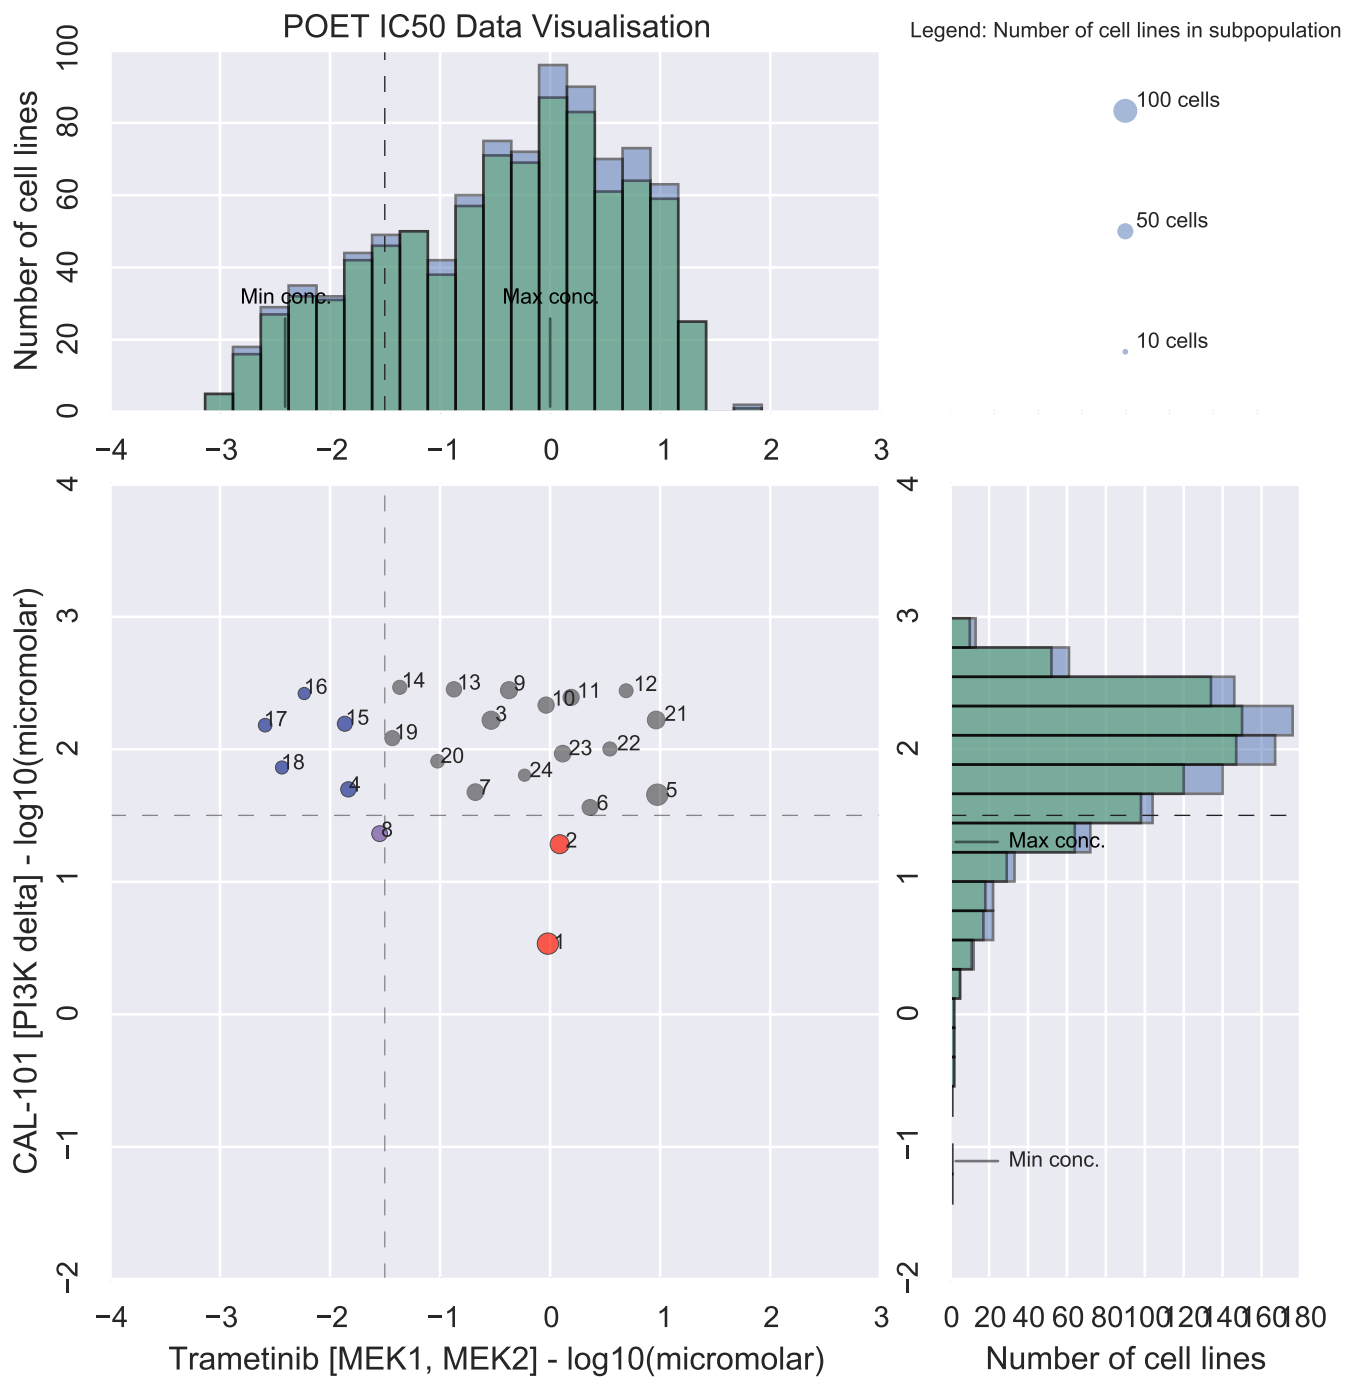 POET IC50 Data Visualisation
Legend: Number of cell lines in subpopulation
100 cells
50 cells
10 cells
Number of cell lines
100
80
60
40
20
0
Min conc.
Max conc.
−4 −3 −2 −1 0 1 2 3
CAL-101 [PI3K delta] - log10(micromolar)
4
3
2
1
0
−1
−2
16
14
13
9
10
11
12
17
15
3
21
19
18
20
23
22
4
7
24
6
5
8
2
1
−4 −3 −2 −1 0 1 2 3
Trametinib [MEK1, MEK2] - log10(micromolar)
4
3
2
1
0
−1
−2
Max conc.
Min conc.
0 20 40 60 80 100 120 140 160 180
Number of cell lines